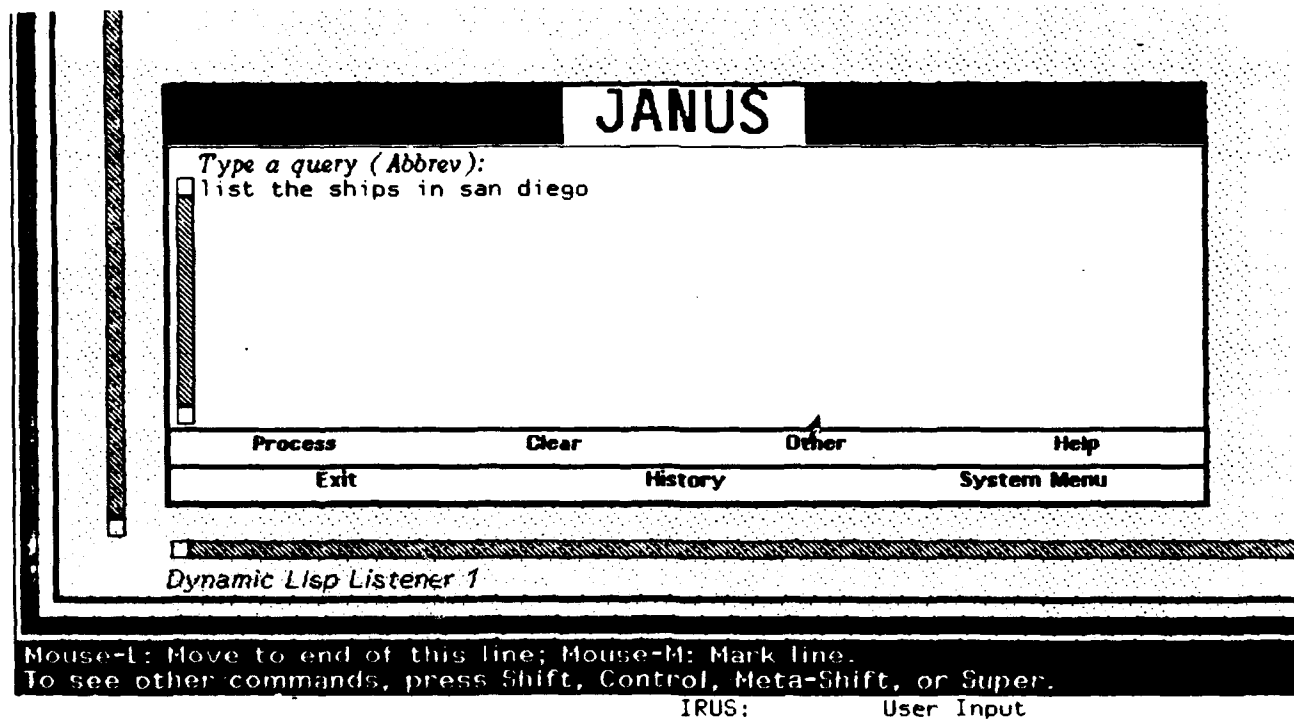 JANUS
Type a query (Abbrev):
list the ships in san diego
Process Clear Other Help
Exit History System Menu
Dynamic Lisp Listener 1
Mouse-L: Move to end of this line; Mouse-M: Mark line.
To see other commands, press Shift, Control, Meta-Shift, or Super.
IRUS: User Input